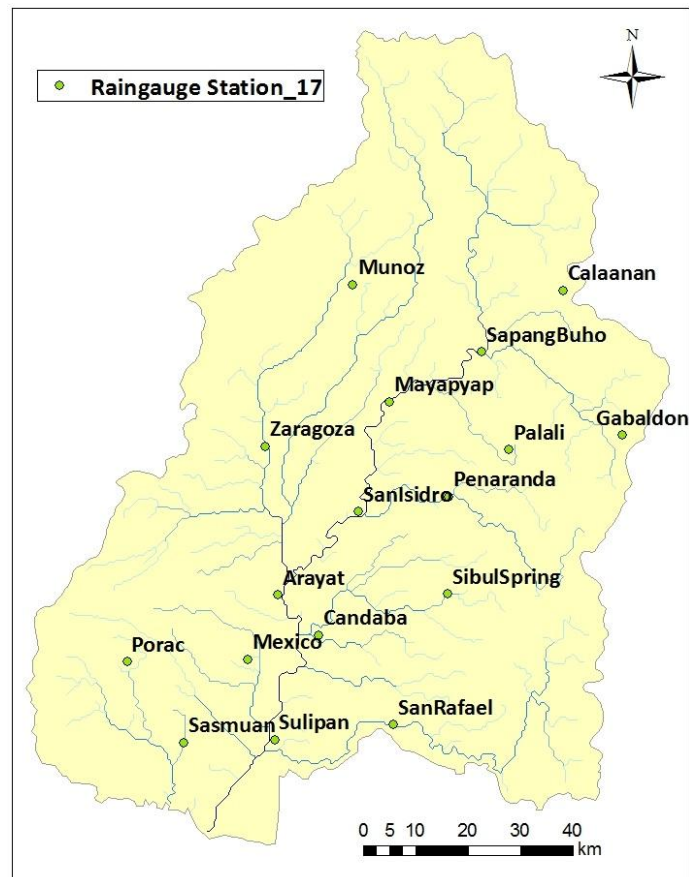 N
Raingauge Station_17
Munoz
Calaanan
SapangBuho
Mayapyap
Gabaldon
Zaragoza
Palali
Penaranda
SanIsidro
Arayat
SibulSpring
Candaba
Porac
Mexico
SanRafael
Sasmuan
Sulipan
0 5 10 20 30 40
km